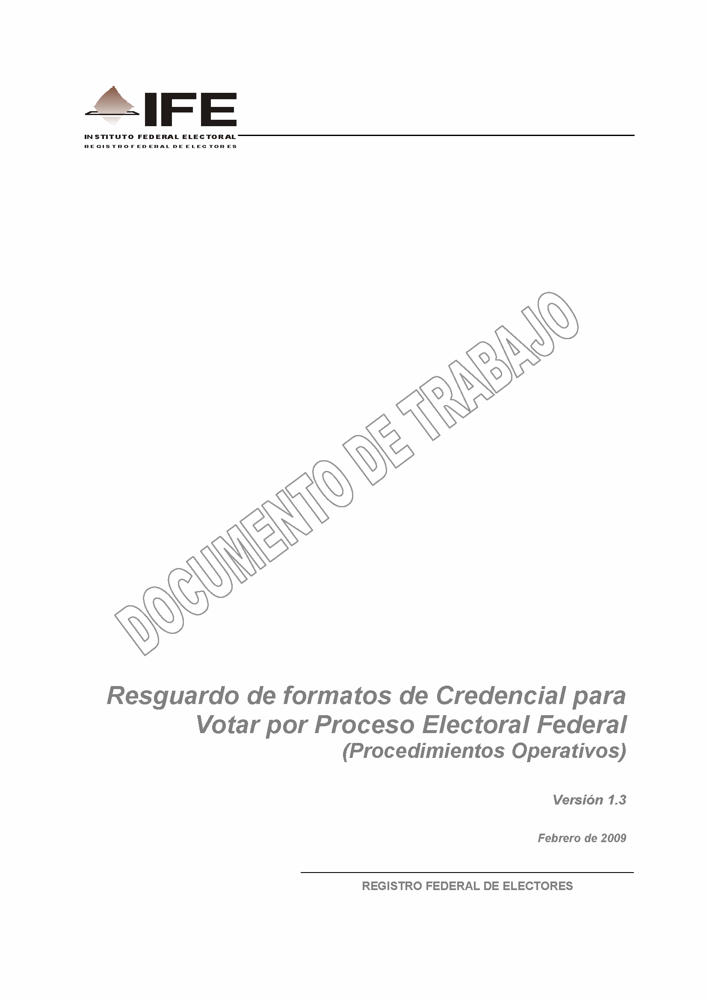 IFE
INSTITUTO FEDERAL ELECTORAL
REGISTRO FEDERAL DE ELECTORES
DOCUMENTO DE TRABAJO
Resguardo de formatos de Credencial para
Votar por Proceso Electoral Federal
(Procedimientos Operativos)
Versión 1.3
Febrero de 2009
REGISTRO FEDERAL DE ELECTORES